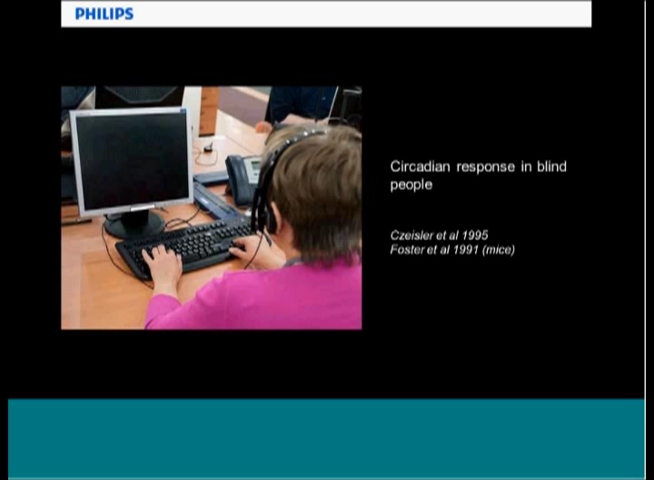 PHILIPS
Circadian response in blind
people
Czeisler et al 1995
Foster et al 1991 (mice)